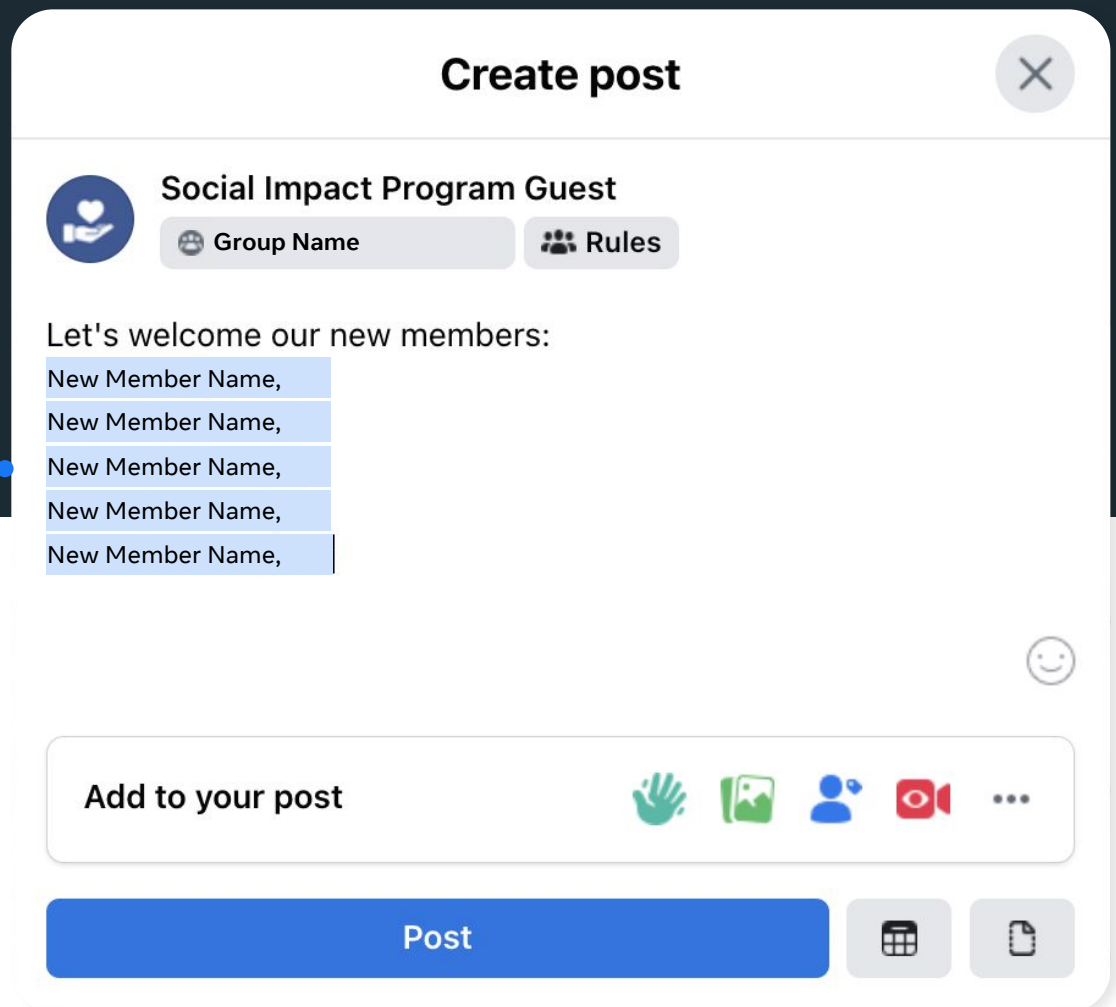 Create post
Social Impact Program Guest
Group Name
Rules
Let's welcome our new members:
New Member Name,
New Member Name,
New Member Name,
New Member Name,
New Member Name,
Add to your post
Post